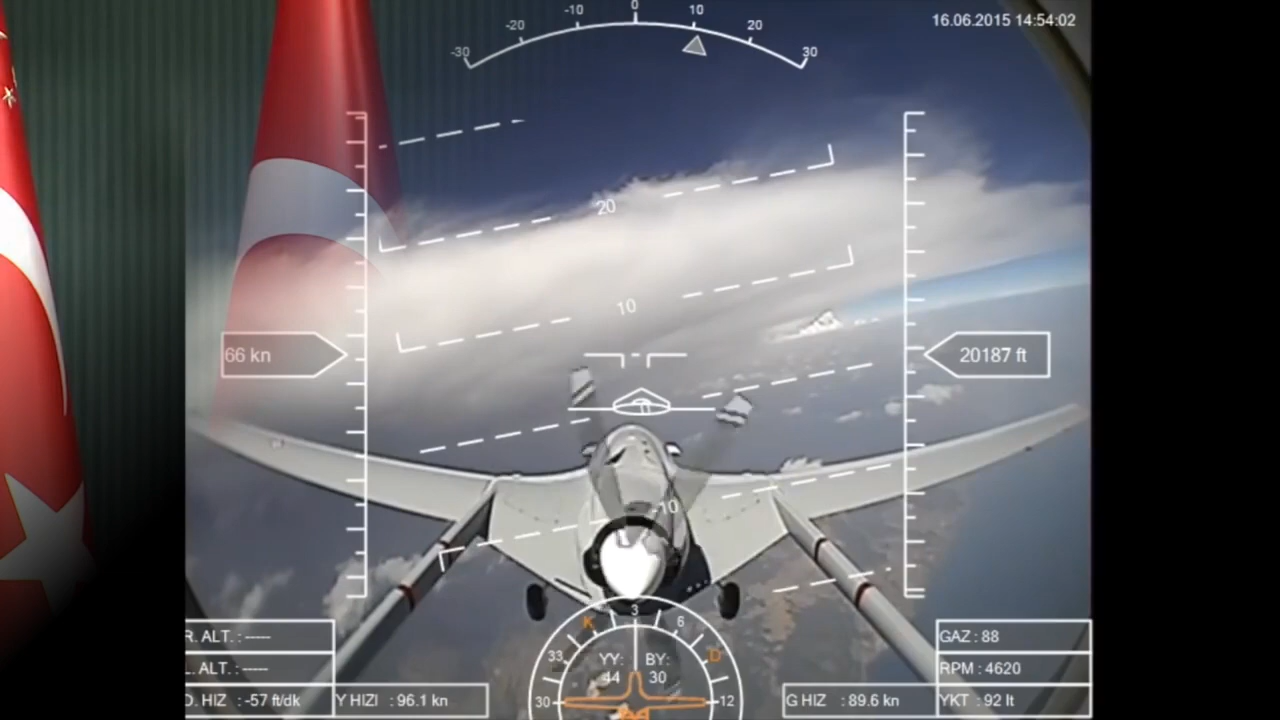 16.06.2015 14:54:02
-30 -20 -10 0 10 20 30
20
10
66 kn
20187 ft
-10
R. ALT. : -----
L. ALT. : -----
D. HIZ : -57 ft/dk
Y HIZI : 96.1 kn
G HIZ : 89.6 kn
GAZ : 88
RPM : 4620
YKT : 92 lt
30 33 K 3 6 D 12
YY: 44
BY: 30